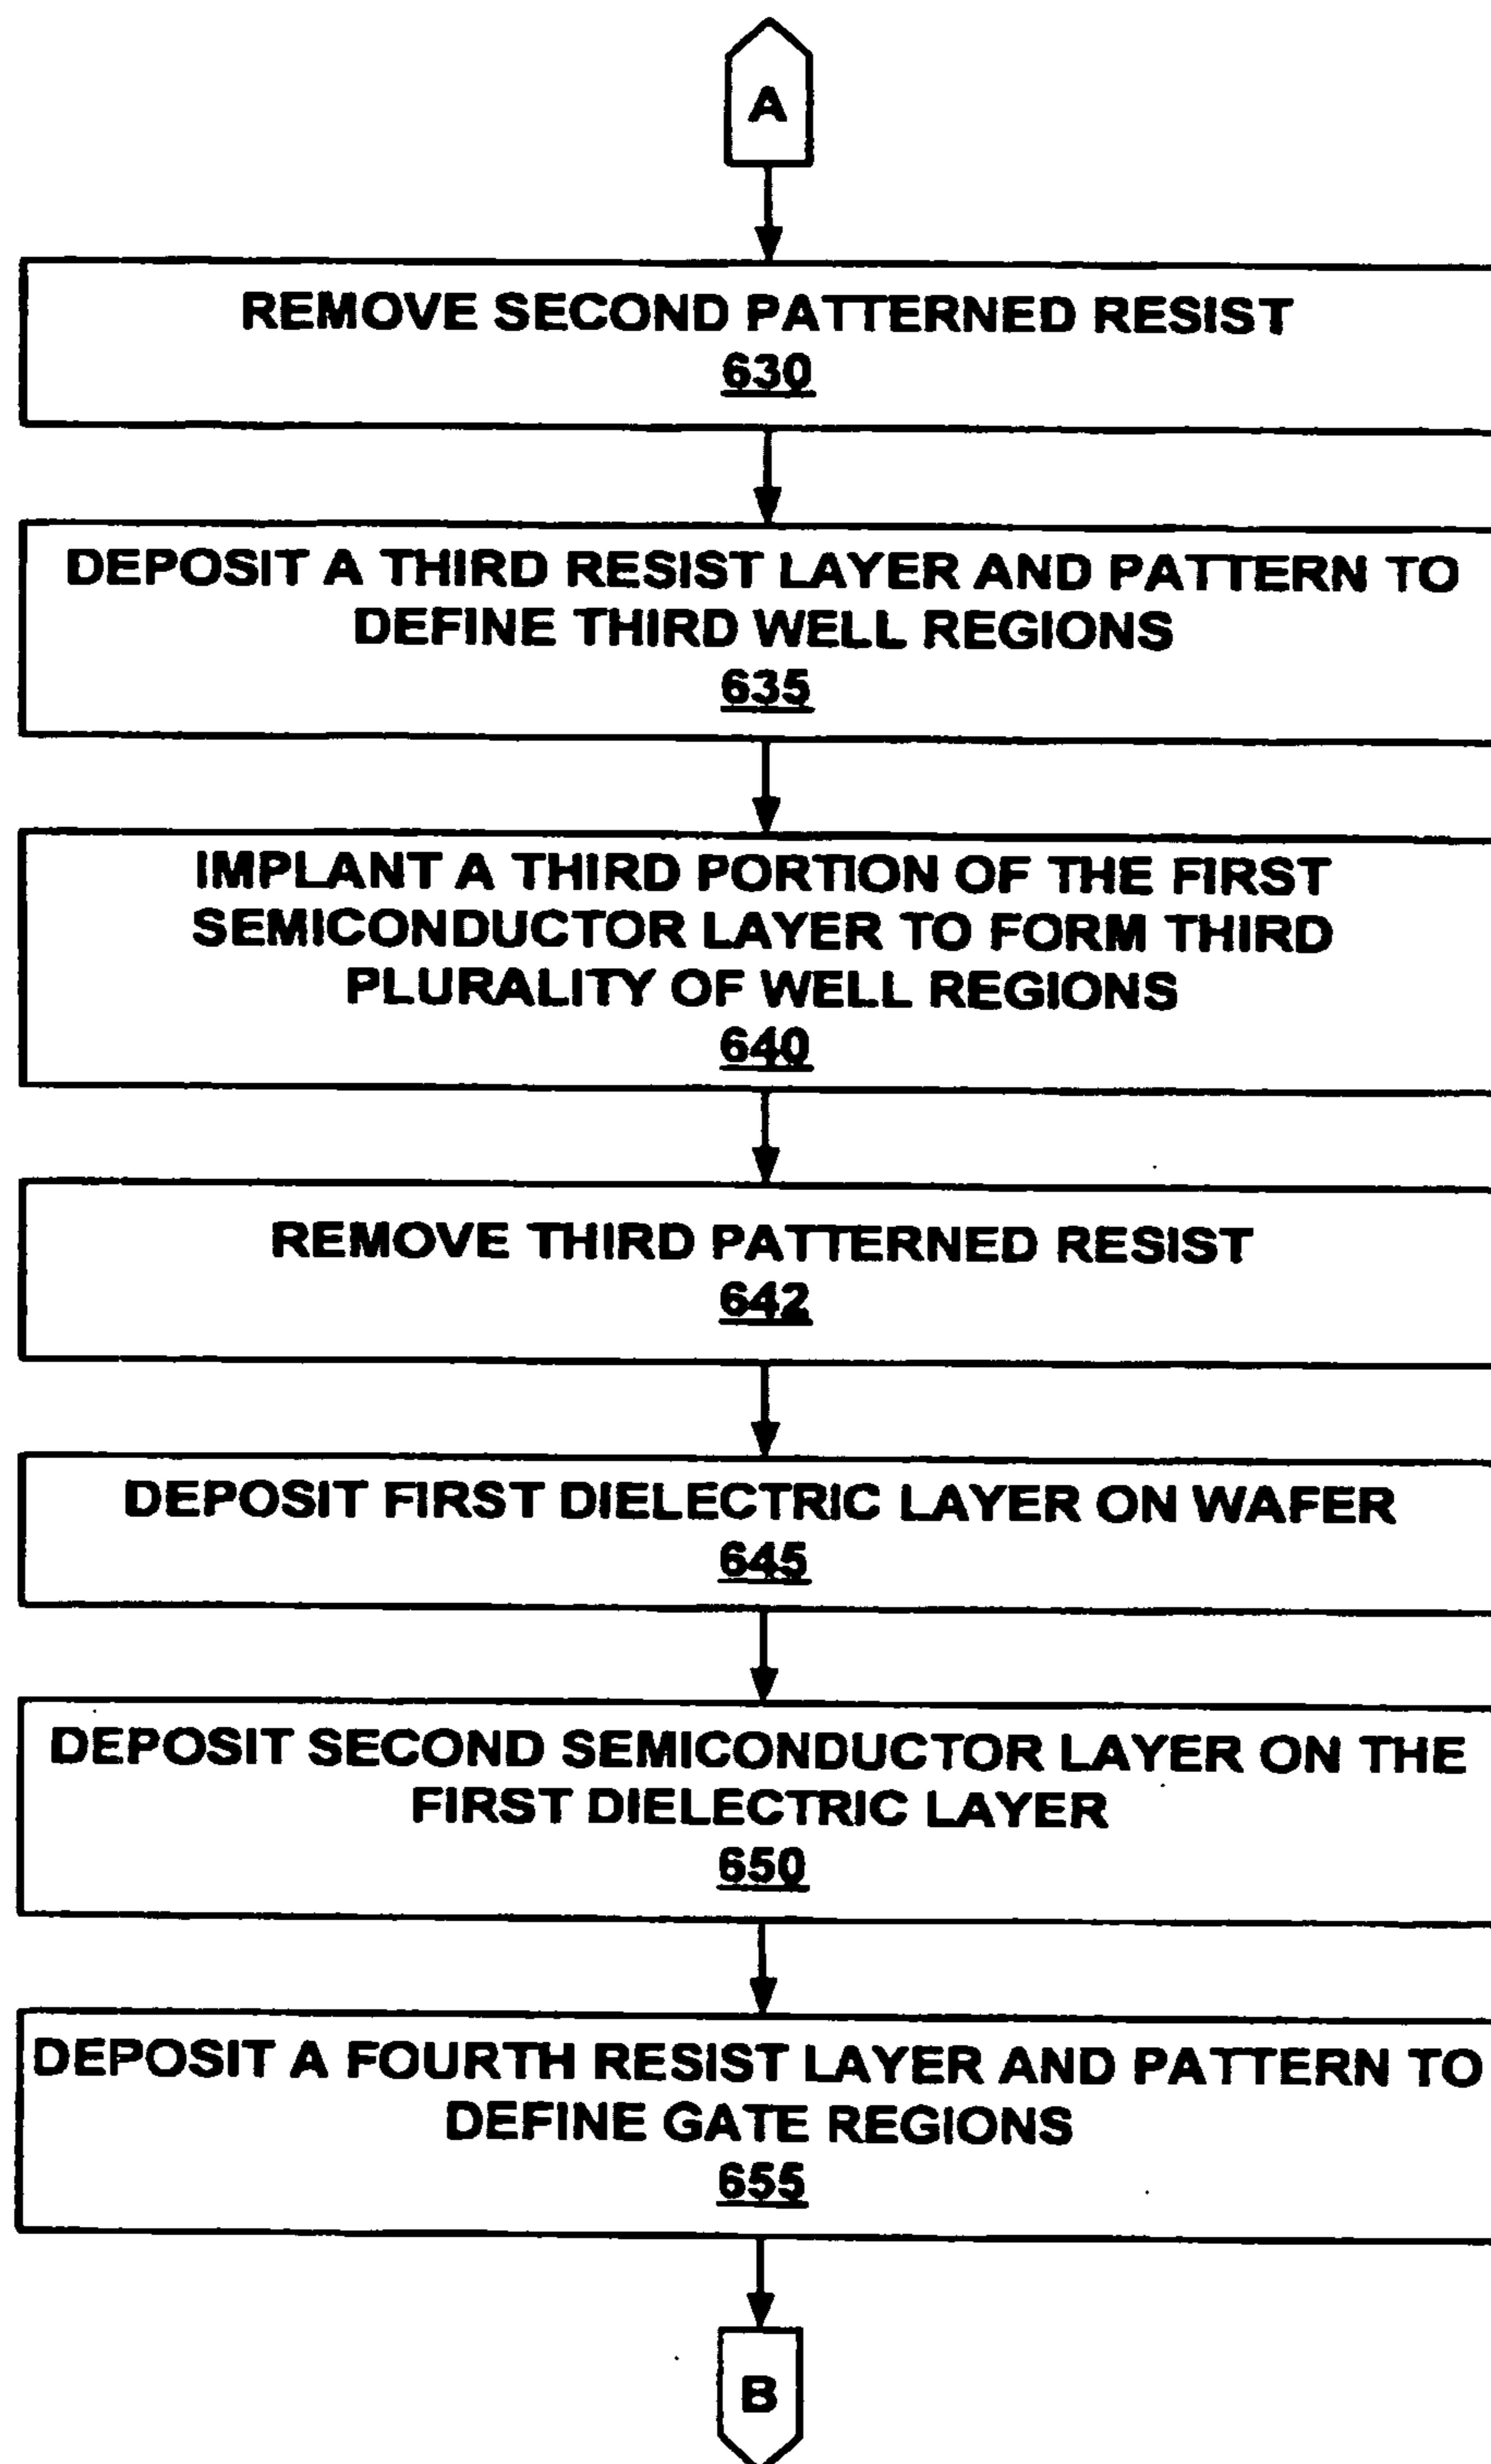 A
REMOVE SECOND PATTERNED RESIST
630
DEPOSIT A THIRD RESIST LAYER AND PATTERN TO
DEFINE THIRD WELL REGIONS
635
IMPLANT A THIRD PORTION OF THE FIRST
SEMICONDUCTOR LAYER TO FORM THIRD
PLURALITY OF WELL REGIONS
640
REMOVE THIRD PATTERNED RESIST
642
DEPOSIT FIRST DIELECTRIC LAYER ON WAFER
645
DEPOSIT SECOND SEMICONDUCTOR LAYER ON THE
FIRST DIELECTRIC LAYER
650
DEPOSIT A FOURTH RESIST LAYER AND PATTERN TO
DEFINE GATE REGIONS
655
B